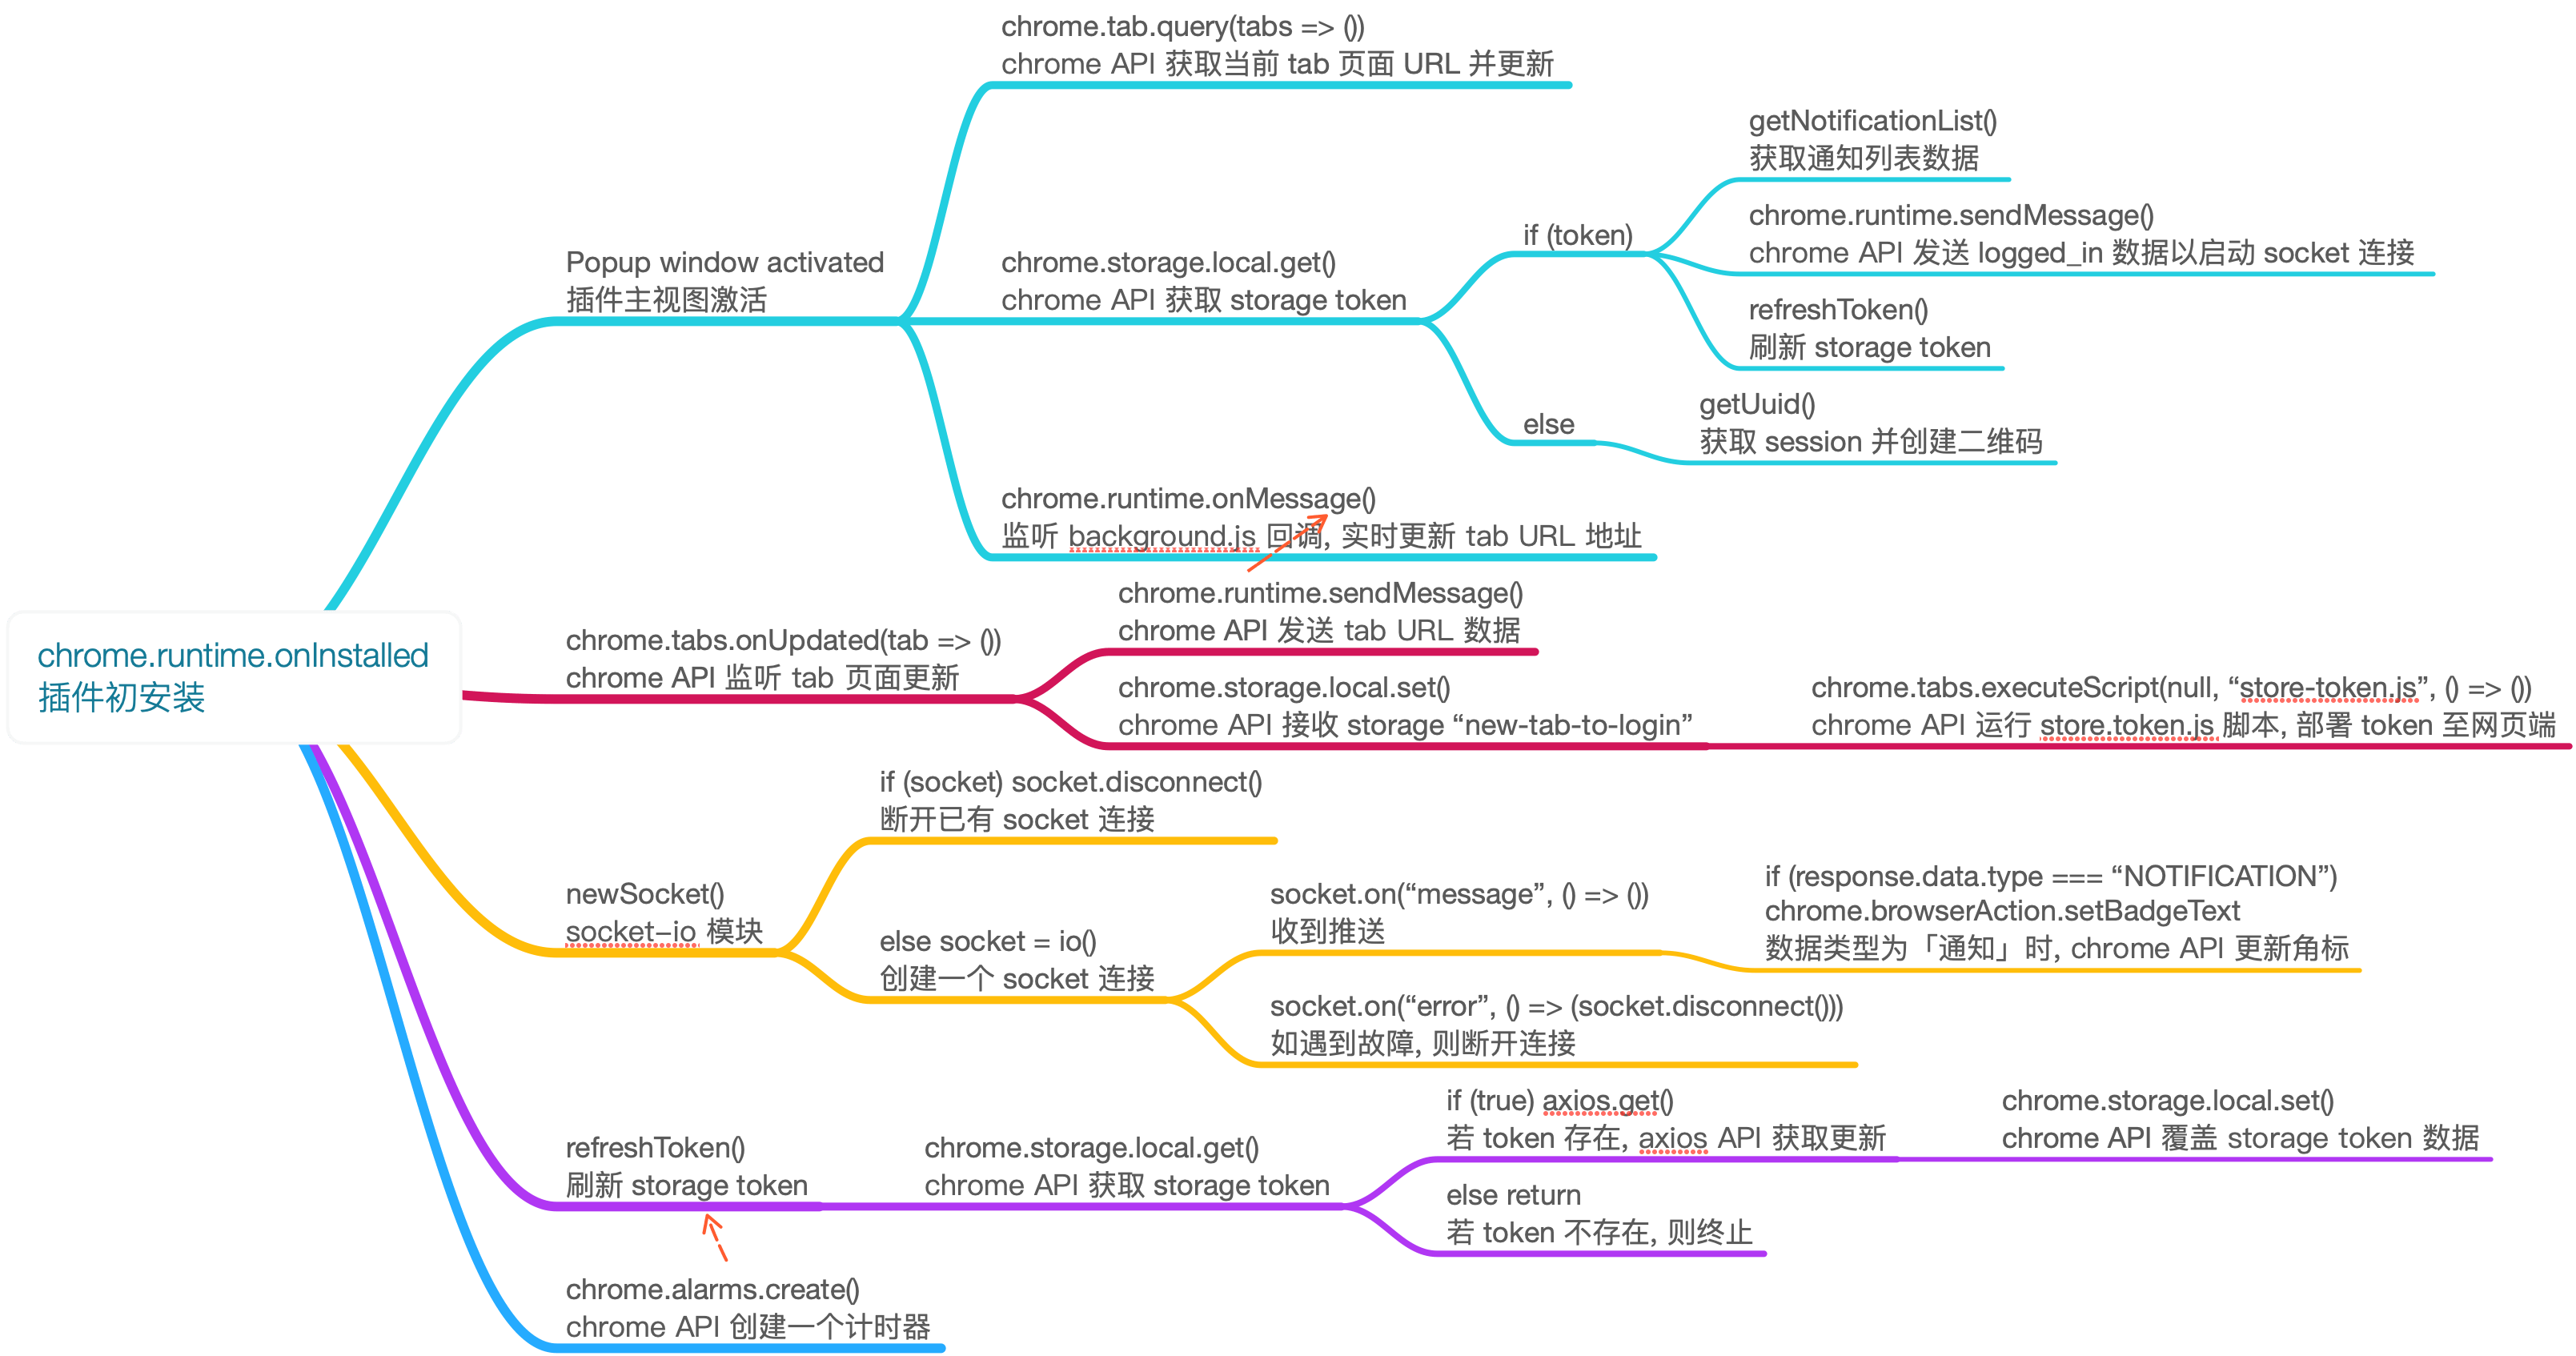 chrome.runtime.onInstalled
插件初安装
Popup window activated
插件主视图激活
chrome.tab.query(tabs => ())
chrome API 获取当前 tab 页面 URL 并更新
chrome.storage.local.get()
chrome API 获取 storage token
if (token)
getNotificationList()
获取通知列表数据
chrome.runtime.sendMessage()
chrome API 发送 logged_in 数据以启动 socket 连接
refreshToken()
刷新 storage token
else
getUuid()
获取 session 并创建二维码
chrome.runtime.onMessage()
监听 background.js 回调, 实时更新 tab URL 地址
chrome.tabs.onUpdated(tab => ())
chrome API 监听 tab 页面更新
chrome.runtime.sendMessage()
chrome API 发送 tab URL 数据
chrome.storage.local.set()
chrome API 接收 storage “new-tab-to-login”
chrome.tabs.executeScript(null, “store-token.js”, () => ())
chrome API 运行 store.token.js 脚本, 部署 token 至网页端
newSocket()
socket-io 模块
if (socket) socket.disconnect()
断开已有 socket 连接
else socket = io()
创建一个 socket 连接
socket.on(“message”, () => ())
收到推送
if (response.data.type === “NOTIFICATION”)
chrome.browserAction.setBadgeText
数据类型为「通知」时, chrome API 更新角标
socket.on(“error”, () => (socket.disconnect()))
如遇到故障, 则断开连接
refreshToken()
刷新 storage token
chrome.storage.local.get()
chrome API 获取 storage token
if (true) axios.get()
若 token 存在, axios API 获取更新
chrome.storage.local.set()
chrome API 覆盖 storage token 数据
else return
若 token 不存在, 则终止
chrome.alarms.create()
chrome API 创建一个计时器